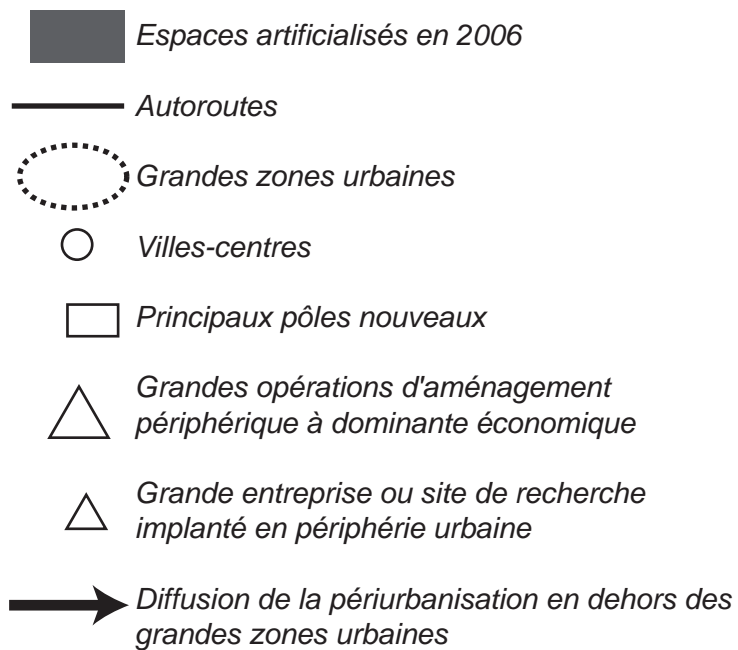 Espaces artificialisés en 2006
Autoroutes
Grandes zones urbaines
Villes-centres
Principaux pôles nouveaux
Grandes opérations d'aménagement
périphérique à dominante économique
Grande entreprise ou site de recherche
implanté en périphérie urbaine
Diffusion de la périurbanisation en dehors des
grandes zones urbaines